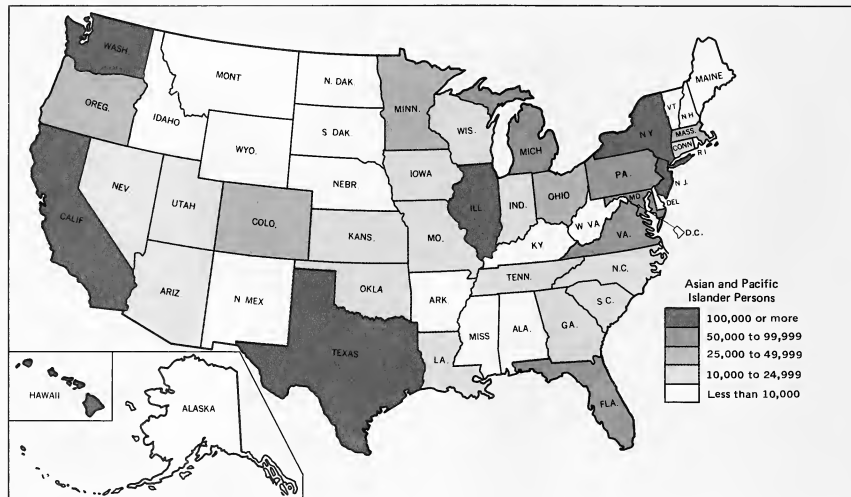 WASH
MONT
N. DAK.
MINN.
MAINE
OREG.
IDAHO
WYO.
S DAK.
WIS.
MICH
VT
N H
N.Y.
MASS.
CONN
R I
NEV
UTAH
COLO.
NEBR
IOWA
ILL
IND.
OHIO
PA.
N.J.
MD.
DEL
D.C.
CALIF
KANS.
MO.
KY
W VA
VA.
ARIZ
N MEX
OKLA
ARK.
TENN.
N.C.
S C.
TEXAS
LA.
MISS
ALA.
GA.
FLA.
HAWAII
ALASKA
Asian and Pacific
Islander Persons
100,000 or more
50,000 to 99,999
25,000 to 49,999
10,000 to 24,999
Less than 10,000